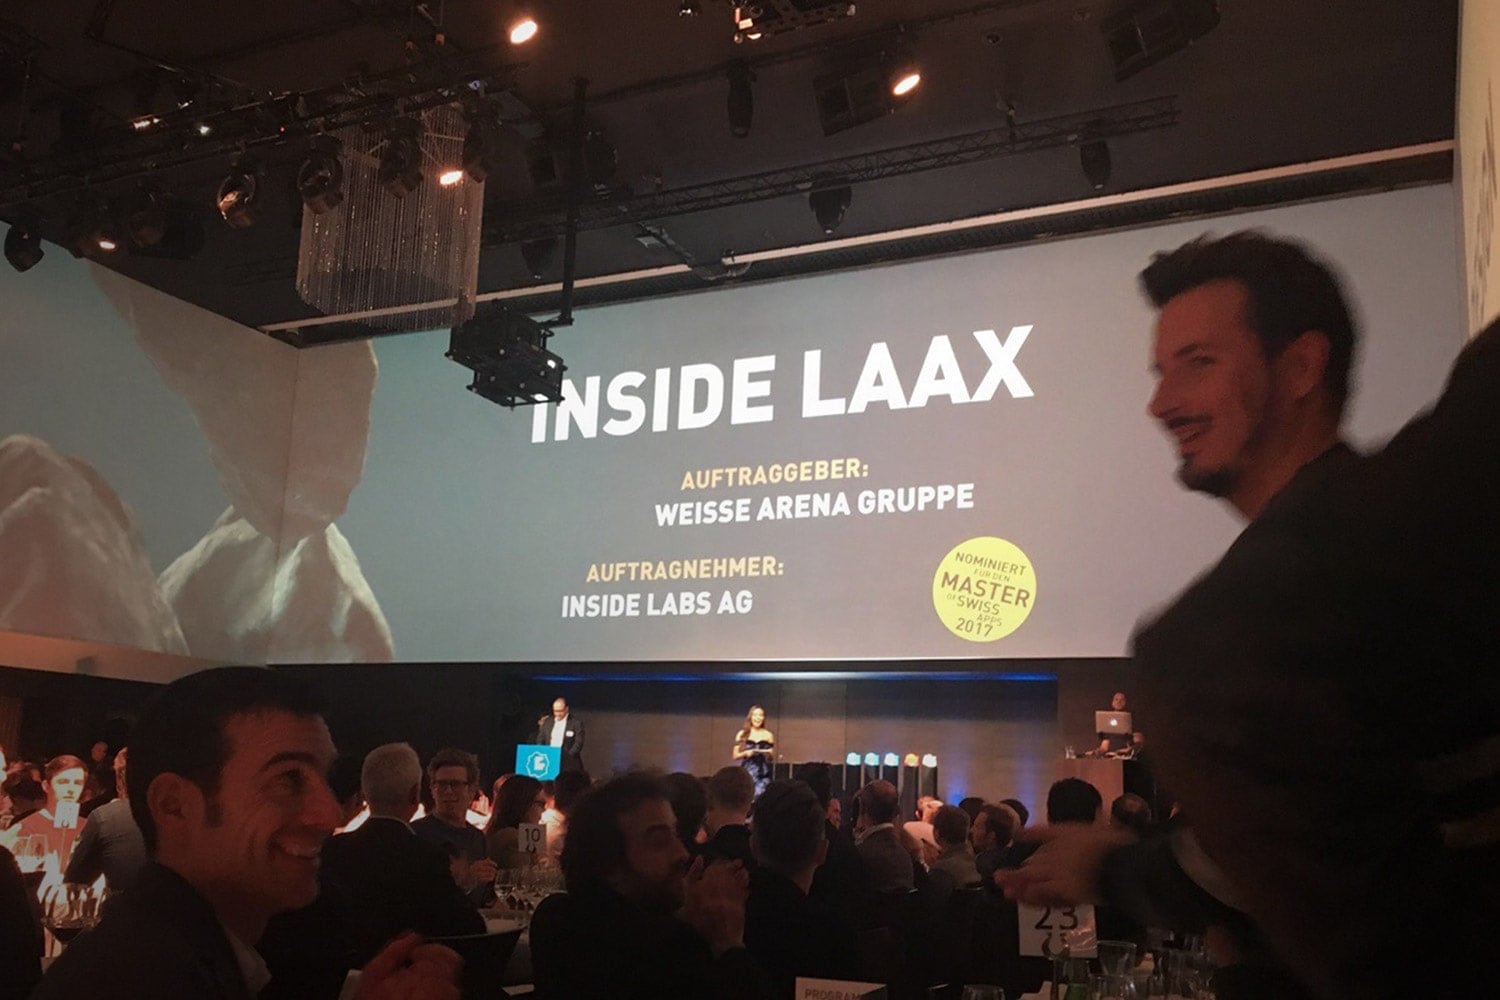 INSIDE LAAX
AUFTRAGGEBER:
WEISSE ARENA GRUPPE
AUFTRAGNEHMER:
INSIDE LABS AG
NOMINIERT
FÜR DEN
MASTER
OF SWISS
APPS
2017
10
23
PROGRAM